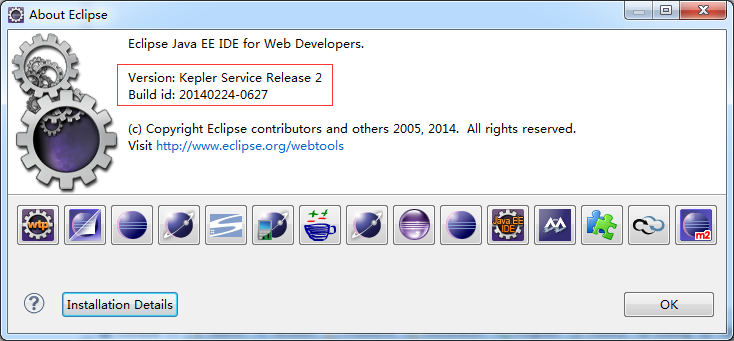 About Eclipse
Eclipse Java EE IDE for Web Developers.
Version: Kepler Service Release 2
Build id: 20140224-0627
(c) Copyright Eclipse contributors and others 2005, 2014.  All rights reserved.
Visit http://www.eclipse.org/webtools
wtp
Java EE
IDE
m2
?
Installation Details
OK